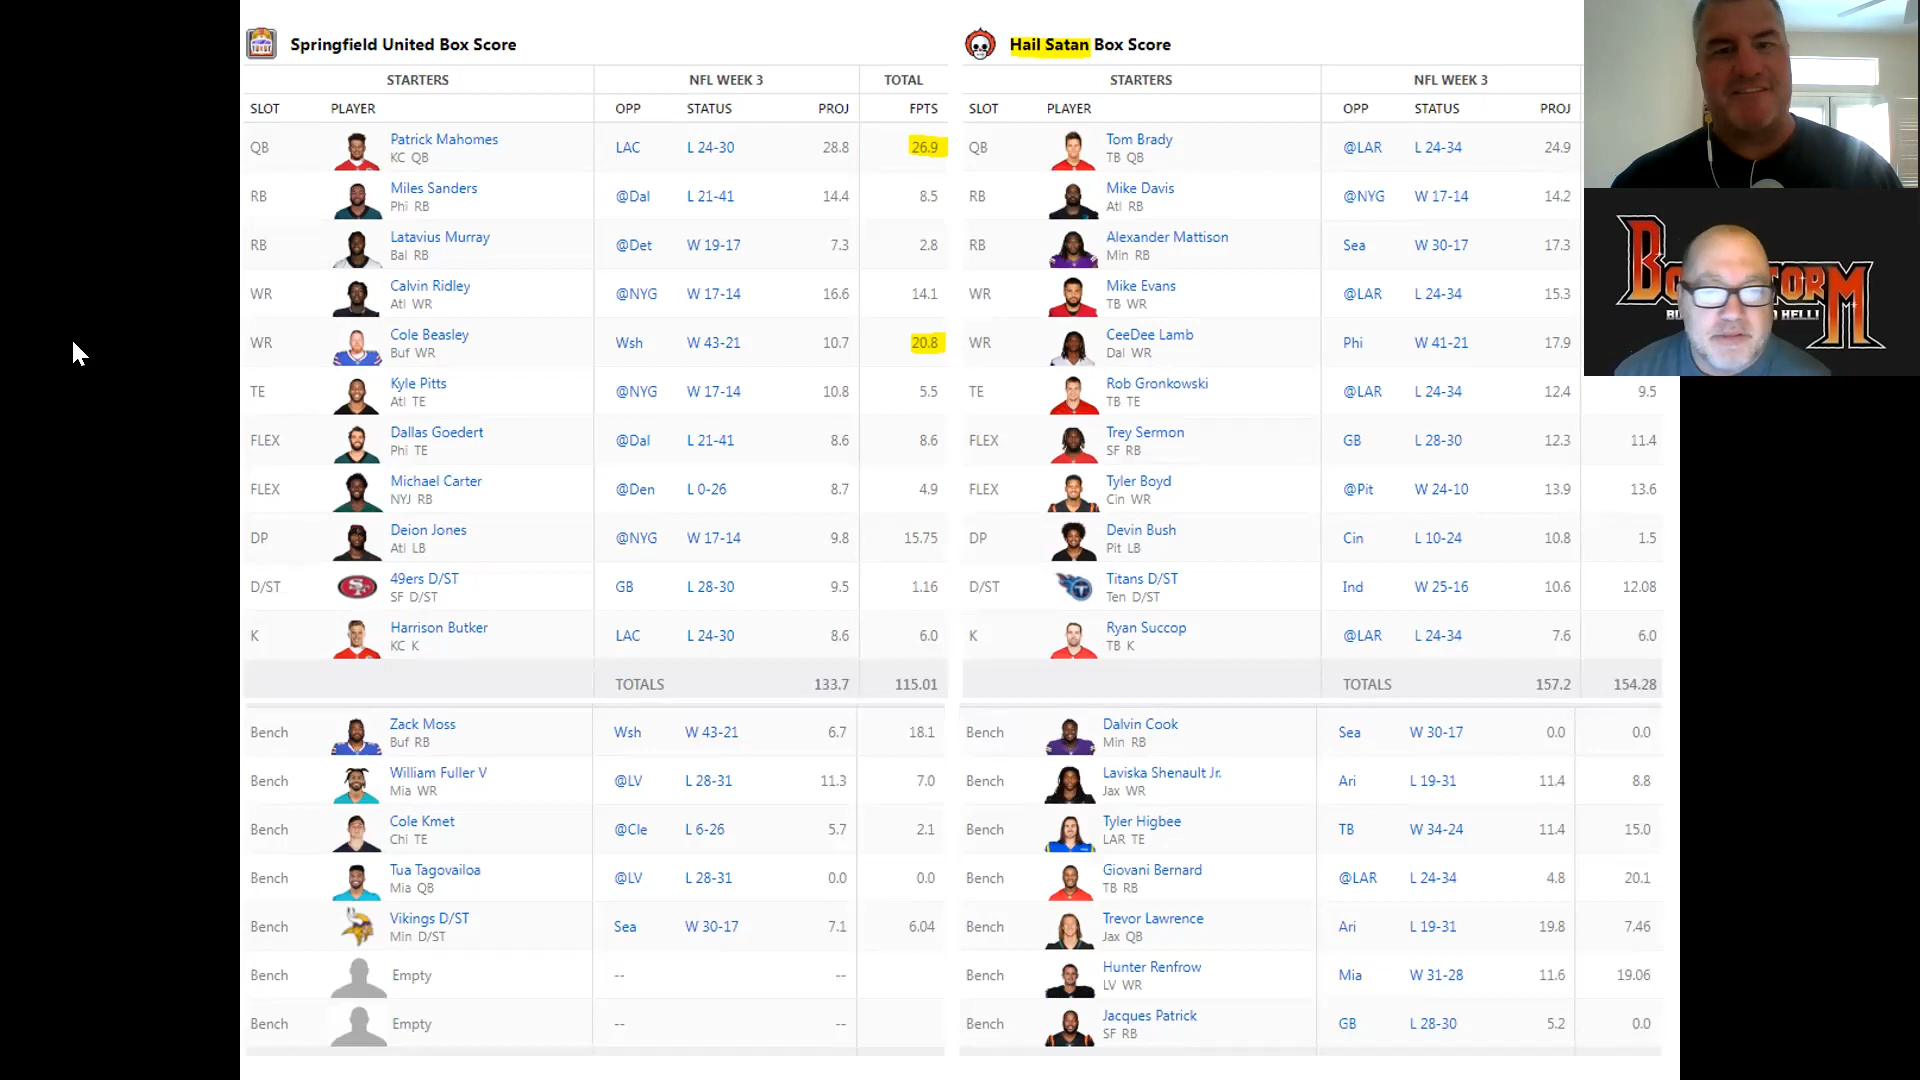 Springfield United Box Score
STARTERS NFL WEEK 3 TOTAL
SLOT PLAYER OPP STATUS PROJ FPTS
QB Patrick Mahomes KC QB LAC L 24-30 28.8 26.9
RB Miles Sanders Phi RB @Dal L 21-41 14.4 8.5
RB Latavius Murray Bal RB @Det W 19-17 7.3 2.8
WR Calvin Ridley Atl WR @NYG W 17-14 16.6 14.1
WR Cole Beasley Buf WR Wsh W 43-21 10.7 20.8
TE Kyle Pitts Atl TE @NYG W 17-14 10.8 5.5
FLEX Dallas Goedert Phi TE @Dal L 21-41 8.6 8.6
FLEX Michael Carter NYJ RB @Den L 0-26 8.7 4.9
DP Deion Jones Atl LB @NYG W 17-14 9.8 15.75
D/ST 49ers D/ST SF D/ST GB L 28-30 9.5 1.16
K Harrison Butker KC K LAC L 24-30 8.6 6.0
TOTALS 133.7 115.01
Bench Zack Moss Buf RB Wsh W 43-21 6.7 18.1
Bench William Fuller V Mia WR @LV L 28-31 11.3 7.0
Bench Cole Kmet Chi TE @Cle L 6-26 5.7 2.1
Bench Tua Tagovailoa Mia QB @LV L 28-31 0.0 0.0
Bench Vikings D/ST Min D/ST Sea W 30-17 7.1 6.04
Bench Empty -- --
Bench Empty -- --
Hail Satan Box Score
STARTERS NFL WEEK 3
SLOT PLAYER OPP STATUS PROJ
QB Tom Brady TB QB @LAR L 24-34 24.9
RB Mike Davis Atl RB @NYG W 17-14 14.2
RB Alexander Mattison Min RB Sea W 30-17 17.3
WR Mike Evans TB WR @LAR L 24-34 15.3
WR CeeDee Lamb Dal WR Phi W 41-21 17.9
TE Rob Gronkowski TB TE @LAR L 24-34 12.4 9.5
FLEX Trey Sermon SF RB GB L 28-30 12.3 11.4
FLEX Tyler Boyd Cin WR @Pit W 24-10 13.9 13.6
DP Devin Bush Pit LB Cin L 10-24 10.8 1.5
D/ST Titans D/ST Ten D/ST Ind W 25-16 10.6 12.08
K Ryan Succop TB K @LAR L 24-34 7.6 6.0
TOTALS 157.2 154.28
Bench Dalvin Cook Min RB Sea W 30-17 0.0 0.0
Bench Laviska Shenault Jr. Jax WR Ari L 19-31 11.4 8.8
Bench Tyler Higbee LAR TE TB W 34-24 11.4 15.0
Bench Giovani Bernard TB RB @LAR L 24-34 4.8 20.1
Bench Trevor Lawrence Jax QB Ari L 19-31 19.8 7.46
Bench Hunter Renfrow LV WR Mia W 31-28 11.6 19.06
Bench Jacques Patrick SF RB GB L 28-30 5.2 0.0